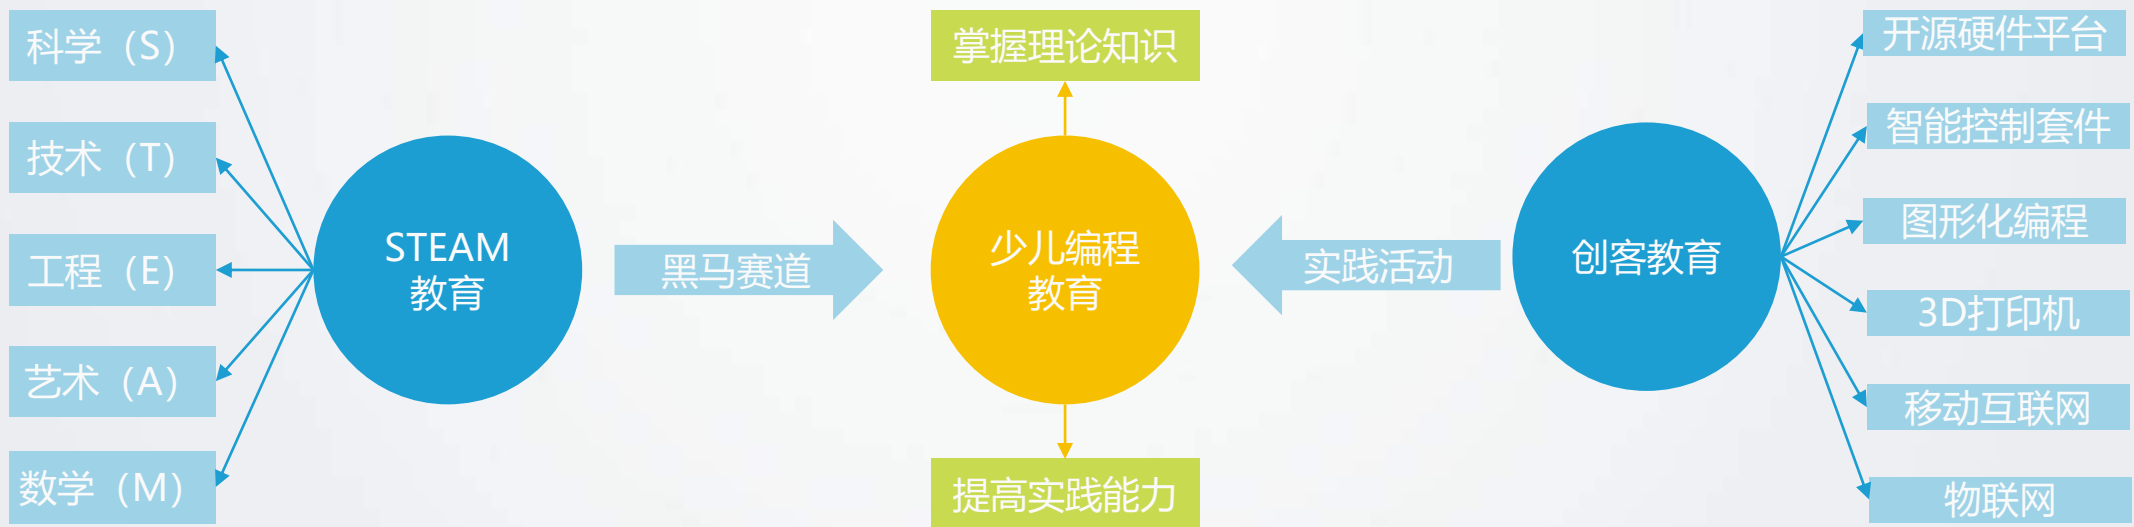 科学（S）
技术（T）
工程（E）
艺术（A）
数学（M）
STEAM
教育
黑马赛道
掌握理论知识
少儿编程
教育
提高实践能力
实践活动
创客教育
开源硬件平台
智能控制套件
图形化编程
3D打印机
移动互联网
物联网